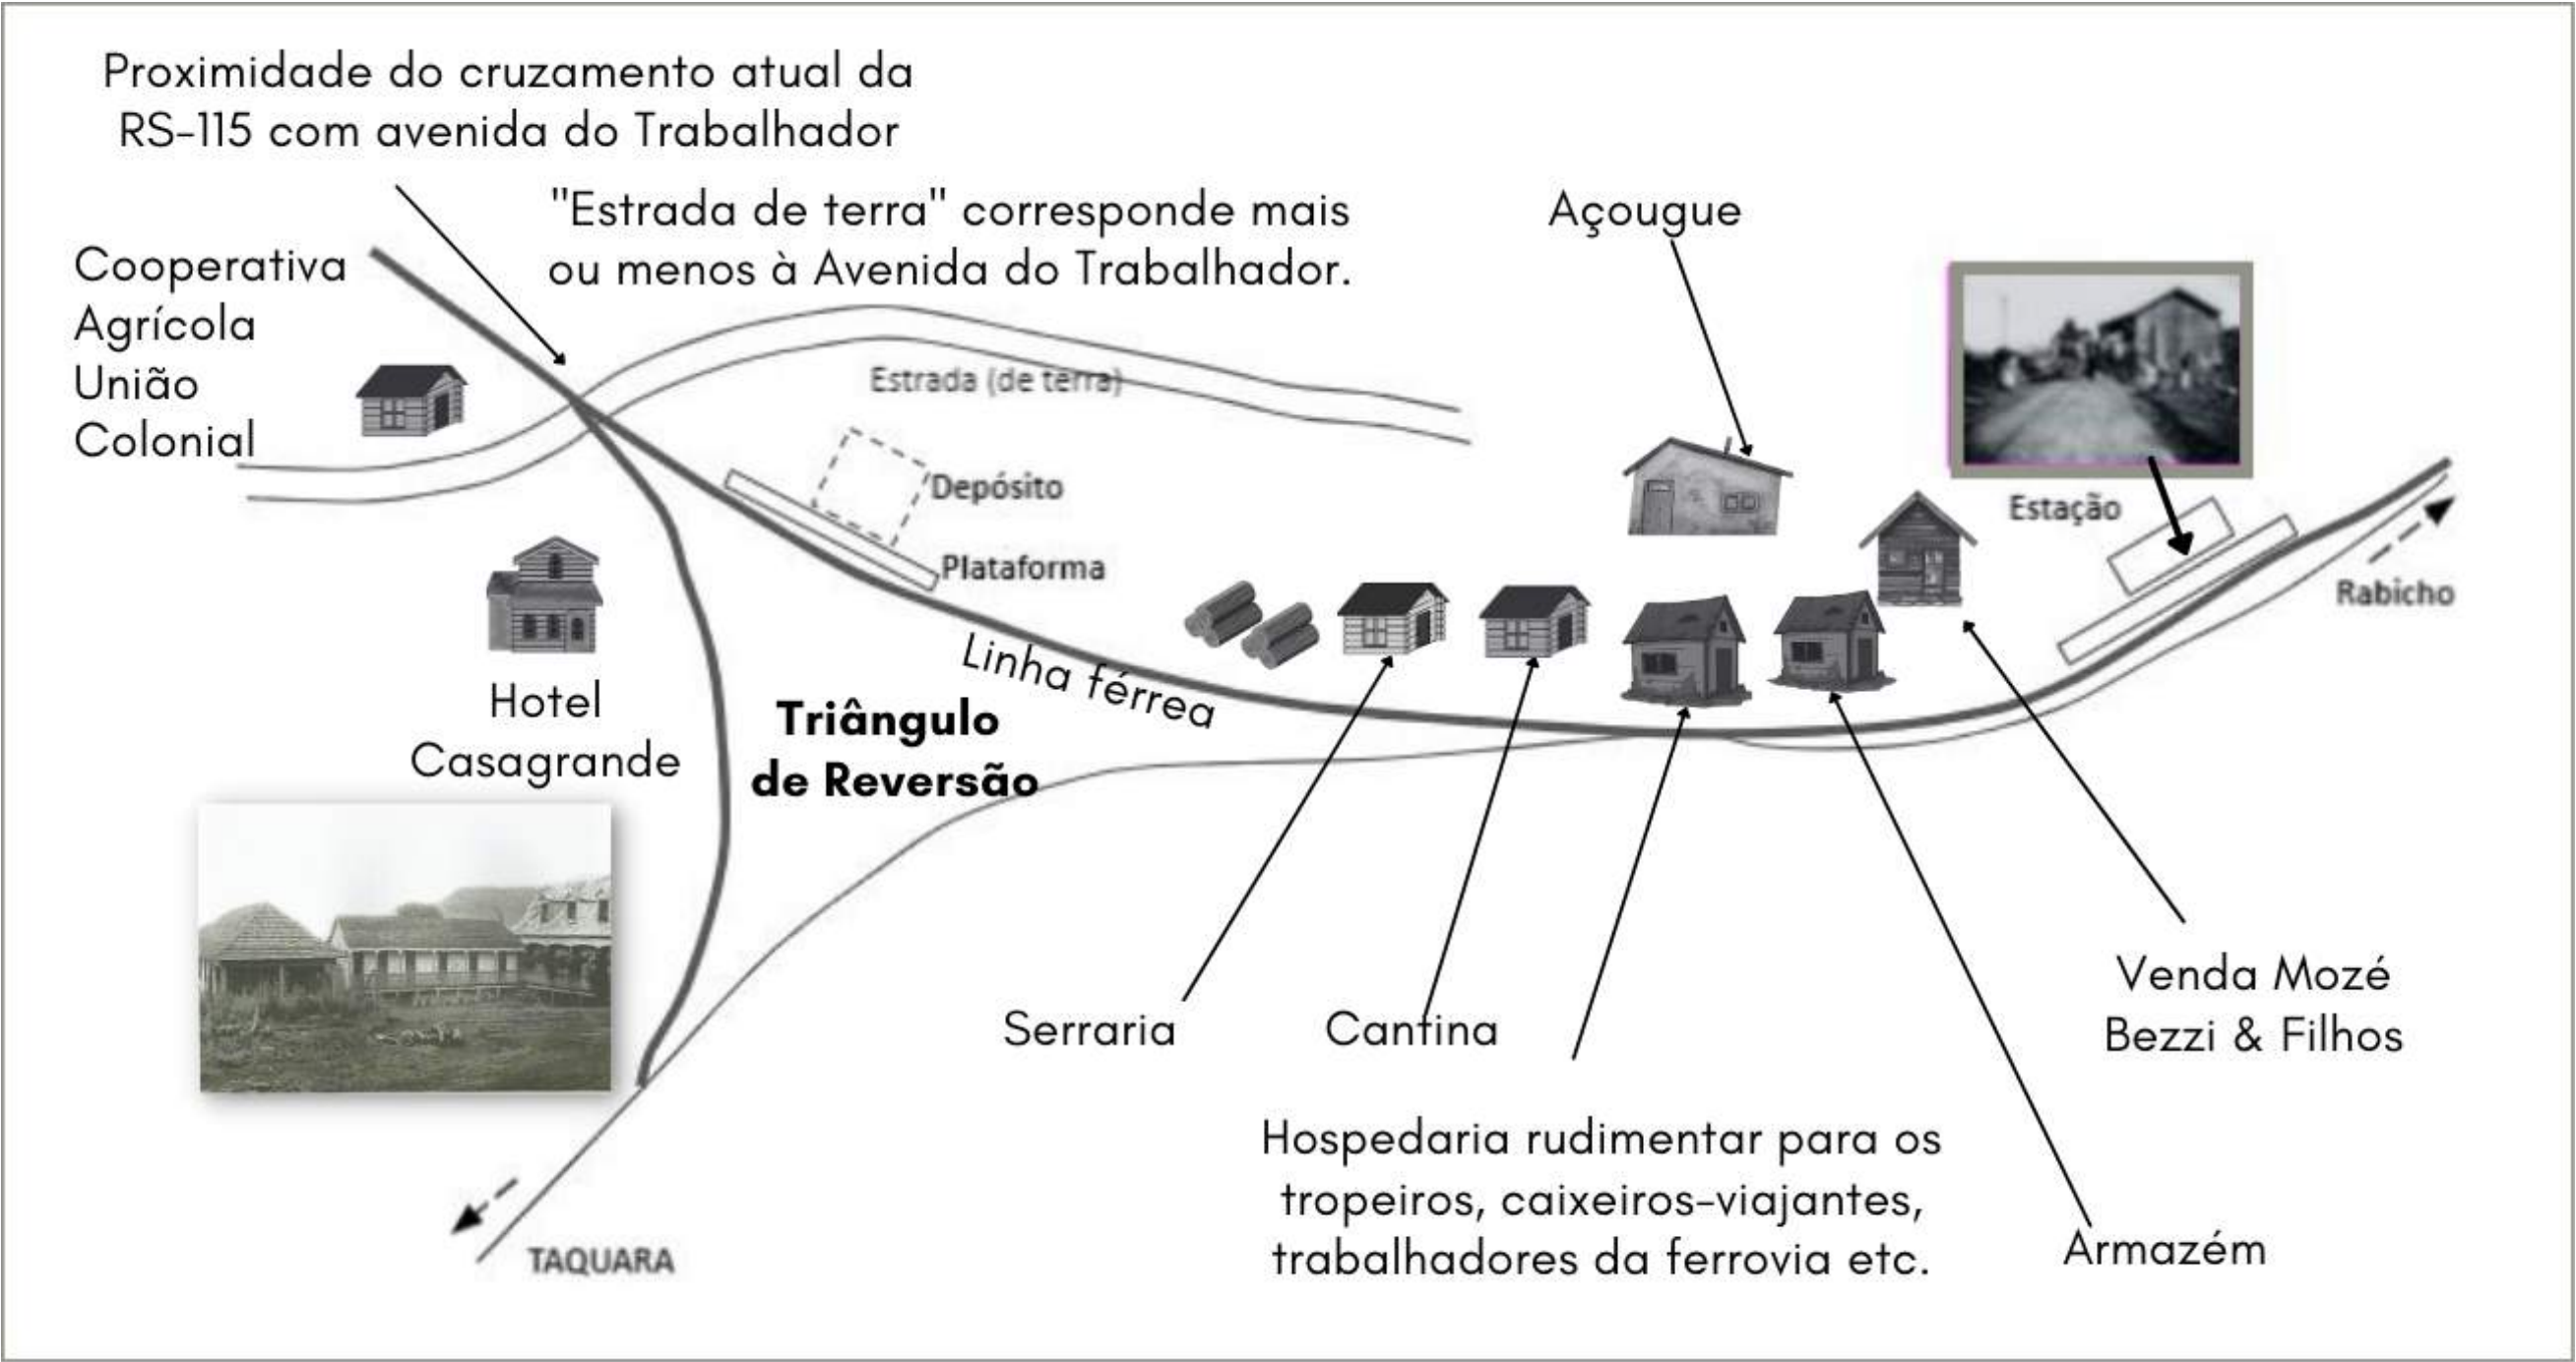 Proximidade do cruzamento atual da
RS-115 com avenida do Trabalhador
"Estrada de terra" corresponde mais
ou menos à Avenida do Trabalhador.
Açougue
Cooperativa
Agrícola
União
Colonial
Estrada (de terra)
Depósito
Plataforma
Estação
Rabicho
Linha férrea
Hotel
Casagrande
Triângulo
de Reversão
Serraria
Cantina
Venda Mozé
Bezzi & Filhos
Hospedaria rudimentar para os
tropeiros, caixeiros-viajantes,
trabalhadores da ferrovia etc.
Armazém
TAQUARA